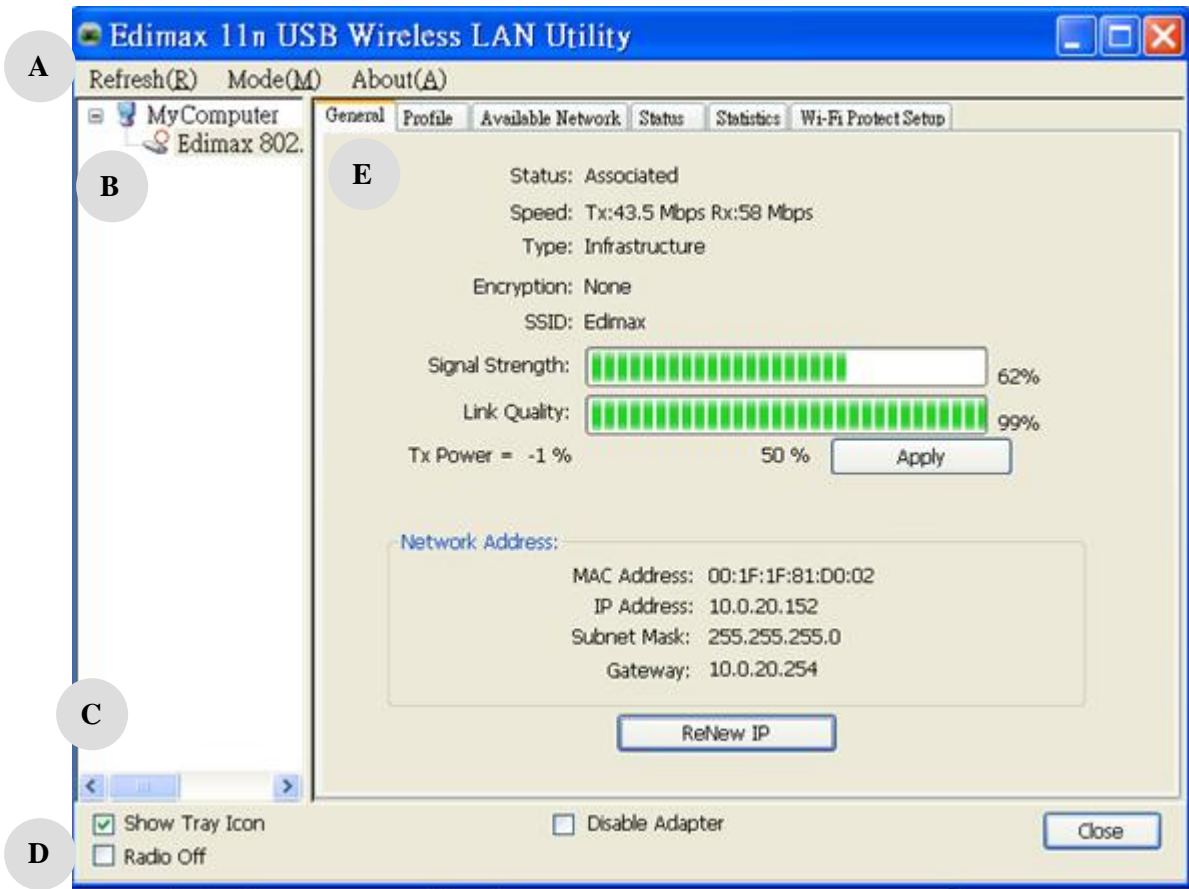 Edimax 11n USB Wireless LAN Utility
A
Refresh(R) Mode(M) About(A)
MyComputer
Edimax 802.
B
C
General Profile Available Network Status Statistics Wi-Fi Protect Setup
E
Status: Associated
Speed: Tx:43.5 Mbps Rx:58 Mbps
Type: Infrastructure
Encryption: None
SSID: Edimax
Signal Strength: 62%
Link Quality: 99%
Tx Power = -1 % 50 % Apply
Network Address:
MAC Address: 00:1F:1F:81:D0:02
IP Address: 10.0.20.152
Subnet Mask: 255.255.255.0
Gateway: 10.0.20.254
ReNew IP
Show Tray Icon Disable Adapter Close
D
Radio Off